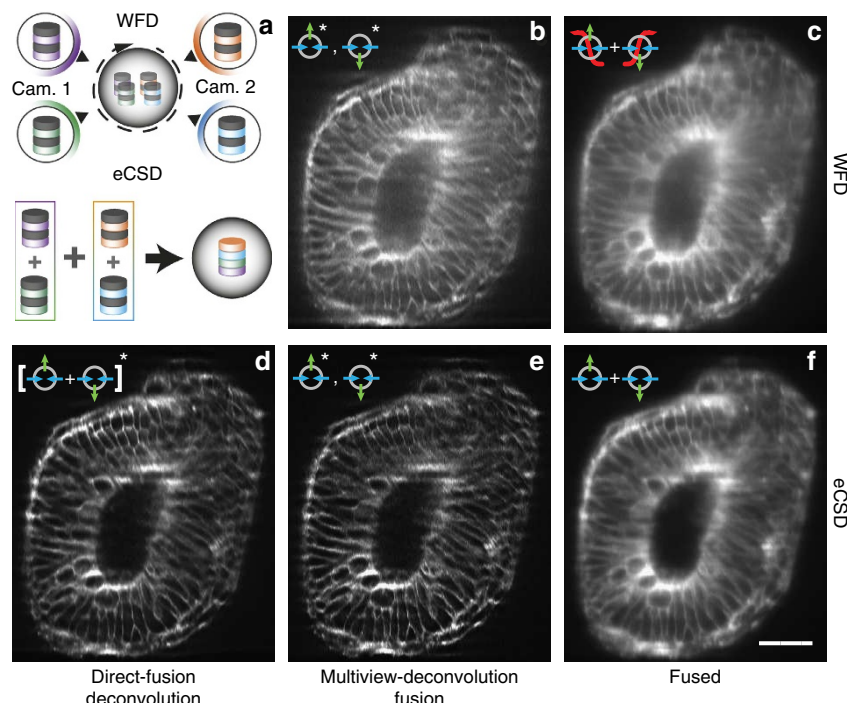 a
WFD
Cam. 1
Cam. 2
eCSD
+
+
+
b
* , *
c
+
WFD
d
[ + ]*
e
* , *
f
+
eCSD
Direct-fusion
deconvolution
Multiview-deconvolution
fusion
Fused